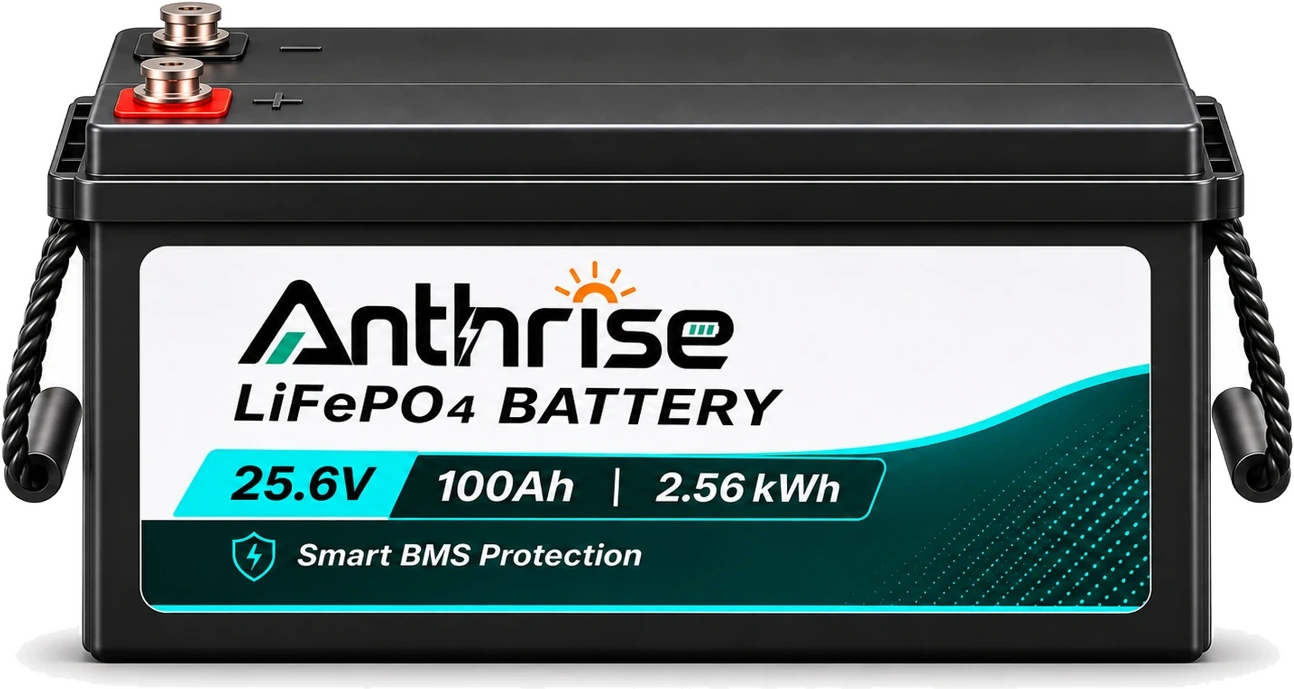 −
+
Anthrise
LiFePO4 BATTERY
25.6V 100Ah | 2.56 kWh
Smart BMS Protection